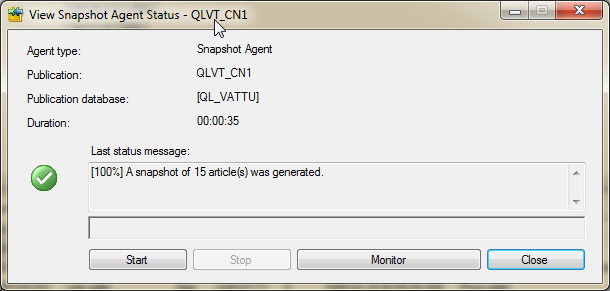 View Snapshot Agent Status - QLVT_CN1
Agent type: Snapshot Agent
Publication: QLVT_CN1
Publication database: [QL_VATTU]
Duration: 00:00:35
Last status message:
[100%] A snapshot of 15 article(s) was generated.
Start Stop Monitor Close